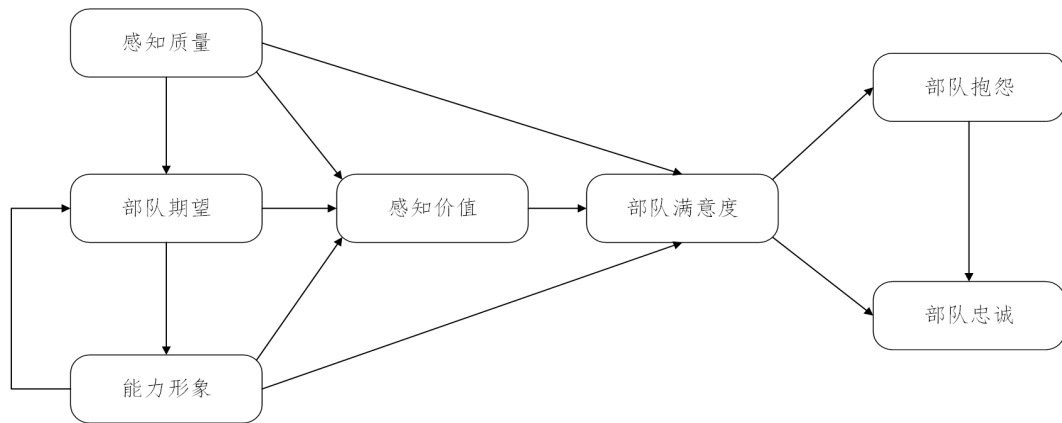 感知质量
部队抱怨
部队期望
感知价值
部队满意度
部队忠诚
能力形象